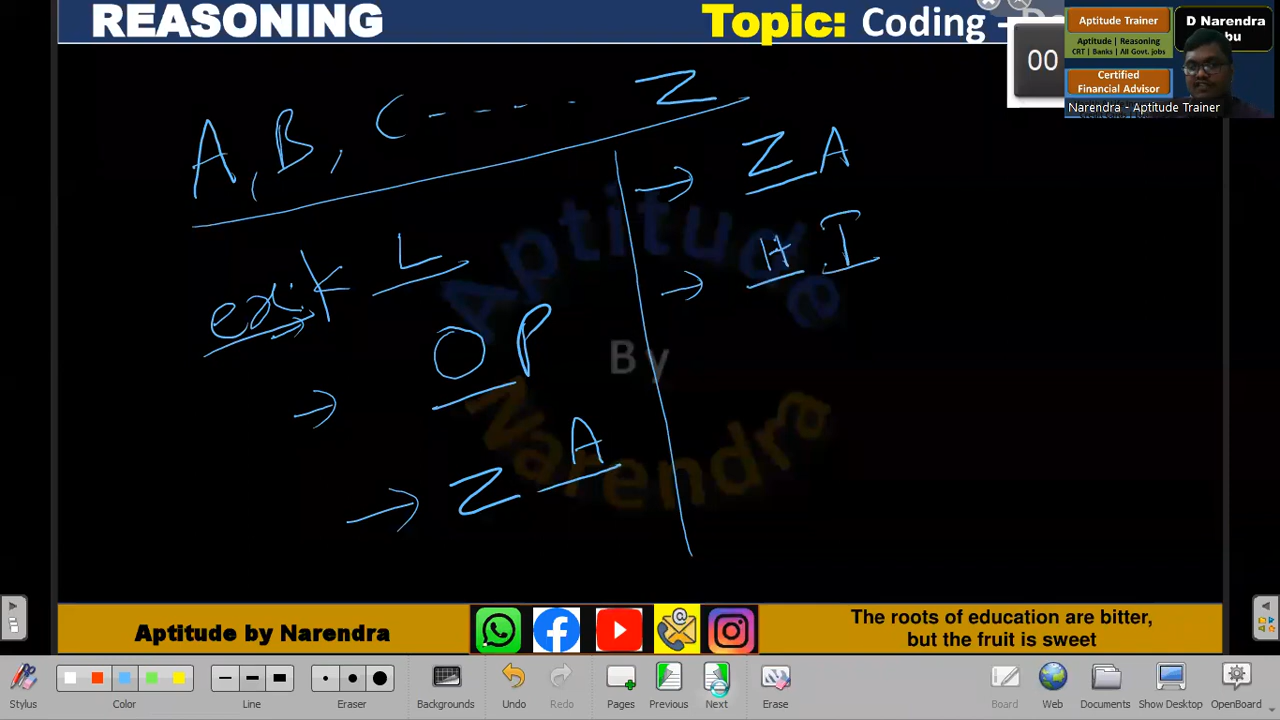 REASONING
Topic: Coding - D
Aptitude Trainer
Aptitude | Reasoning
CRT | Banks | All Govt. jobs
Certified
Financial Advisor
D Narendra
bu
Narendra - Aptitude Trainer
00
A, B, C - - - - - Z
ex: K L
→ O P
→ Z A
→ Z A
→ H I
Aptitude
By
Narendra
Aptitude by Narendra
The roots of education are bitter,
but the fruit is sweet
Stylus
Color
Line
Eraser
Backgrounds
Undo
Redo
Pages
Previous
Next
Erase
Board
Web
Documents
Show Desktop
OpenBoard